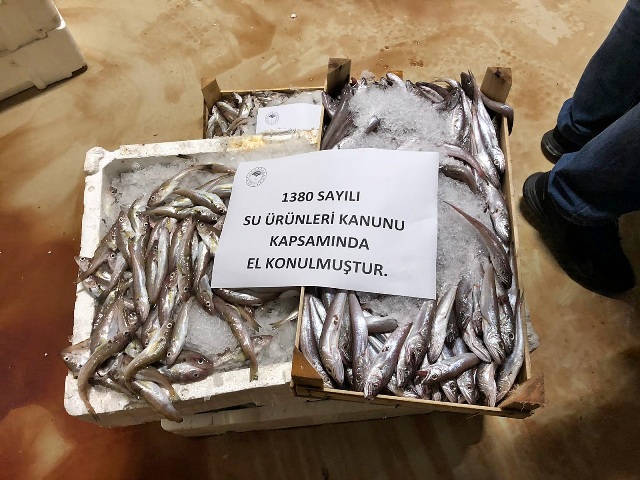 1380 SAYILI
SU ÜRÜNLERİ KANUNU
KAPSAMINDA
EL KONULMUŞTUR.